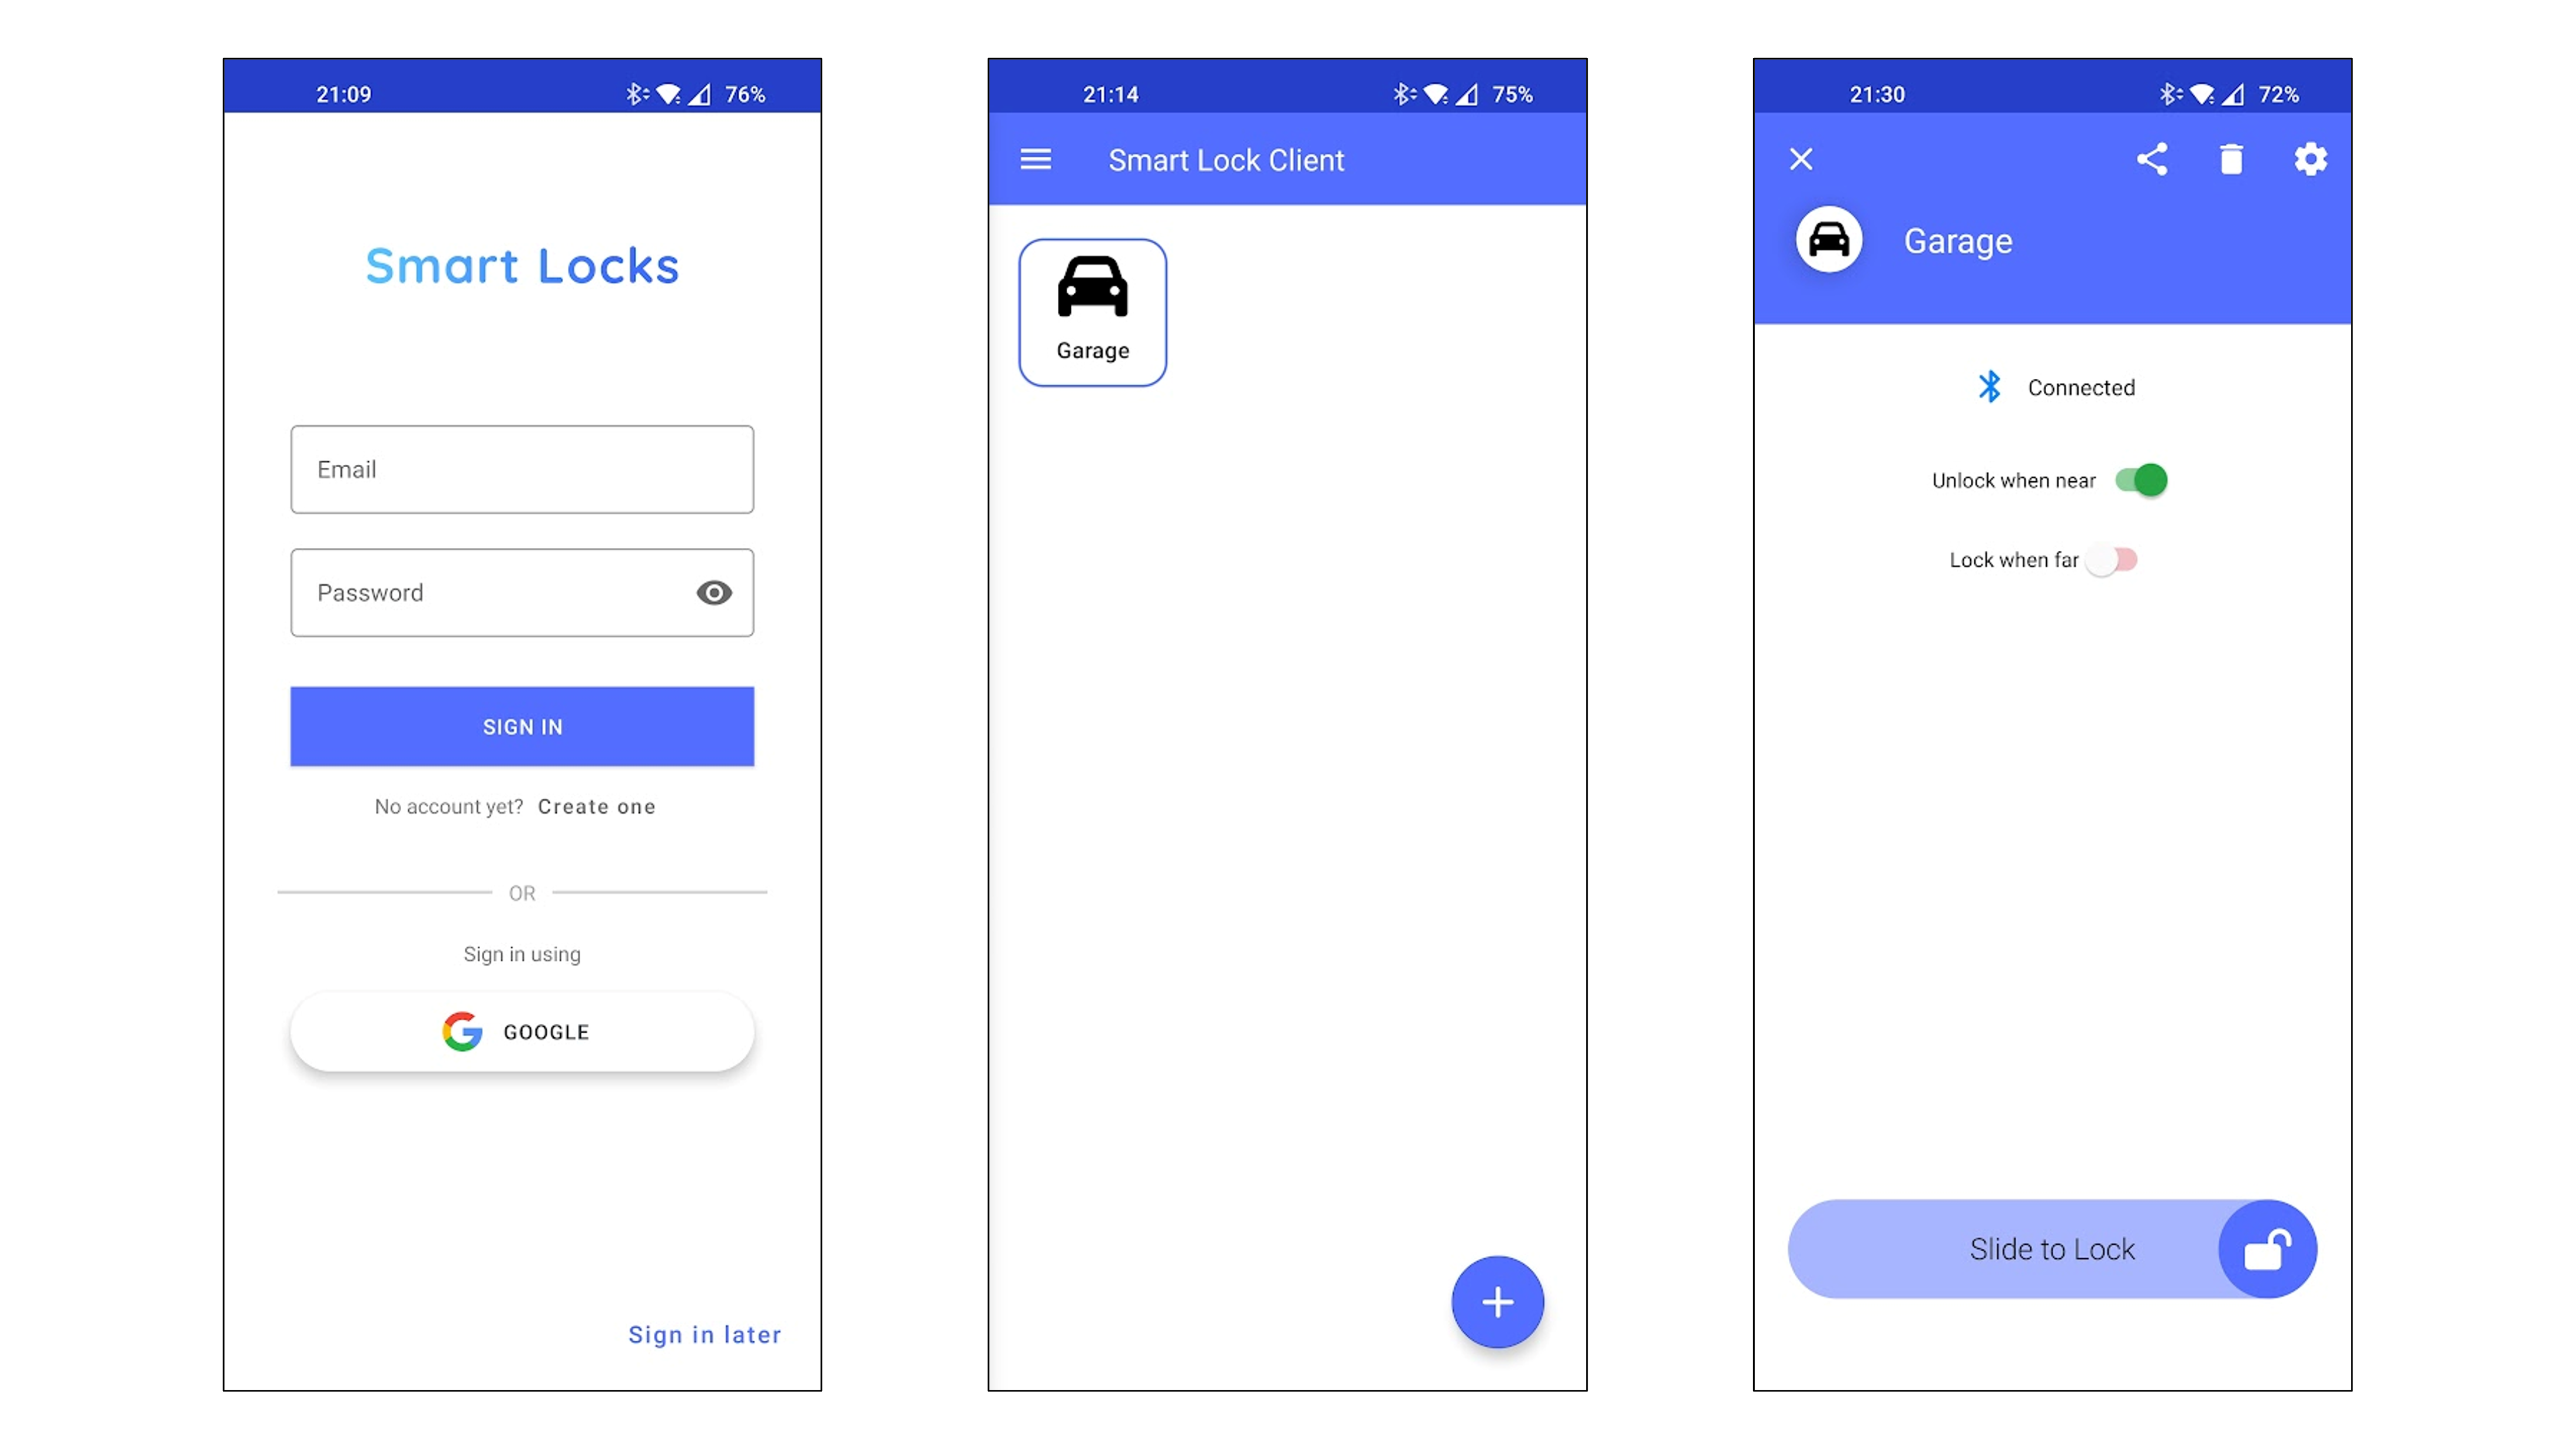 21:09 76%
Smart Locks
Email
Password
SIGN IN
No account yet? Create one
OR
Sign in using
GOOGLE
Sign in later
21:14 75%
Smart Lock Client
Garage
21:30 72%
Garage
Connected
Unlock when near
Lock when far
Slide to Lock